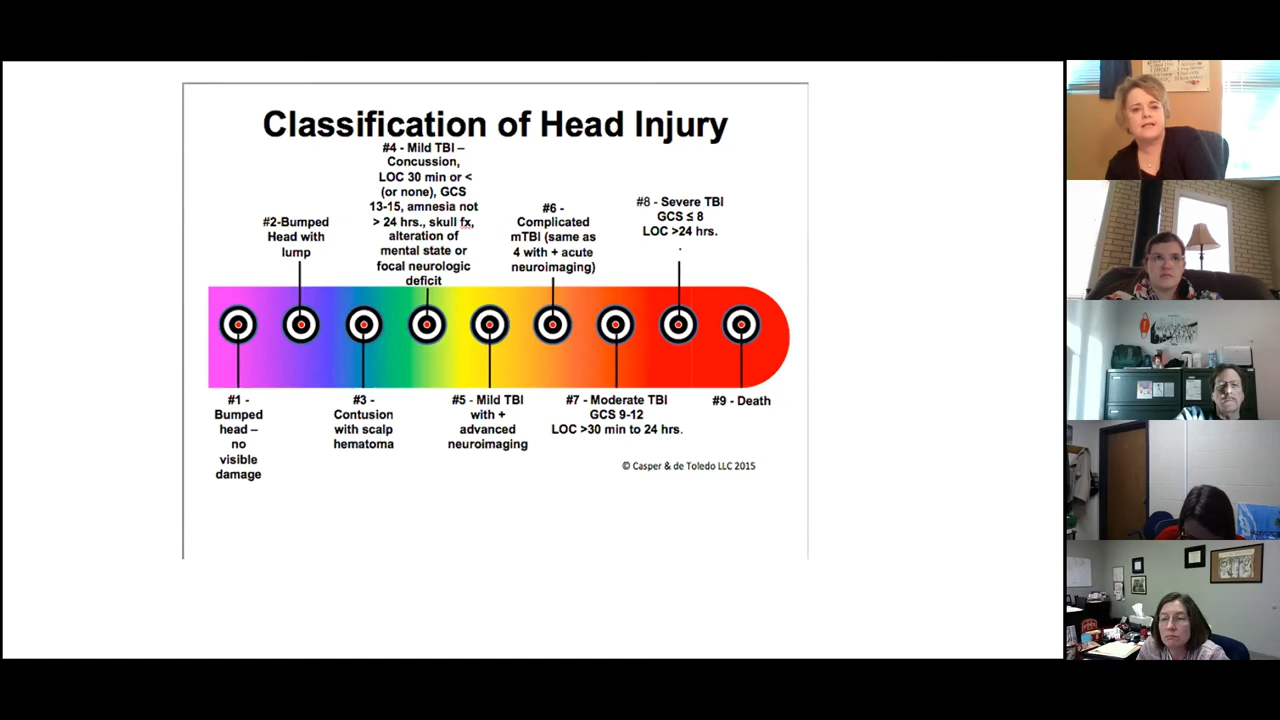 Classification of Head Injury
#4 - Mild TBI –
Concussion,
LOC 30 min or <
(or none), GCS
13-15, amnesia not
> 24 hrs., skull fx,
alteration of
mental state or
focal neurologic
deficit
#2-Bumped
Head with
lump
#6 -
Complicated
mTBI (same as
4 with + acute
neuroimaging)
#8 - Severe TBI
GCS ≤ 8
LOC >24 hrs.
.
#1 -
Bumped
head –
no
visible
damage
#3 -
Contusion
with scalp
hematoma
#5 - Mild TBI
with +
advanced
neuroimaging
#7 - Moderate TBI
GCS 9-12
LOC >30 min to 24 hrs.
#9 - Death
© Casper & de Toledo LLC 2015